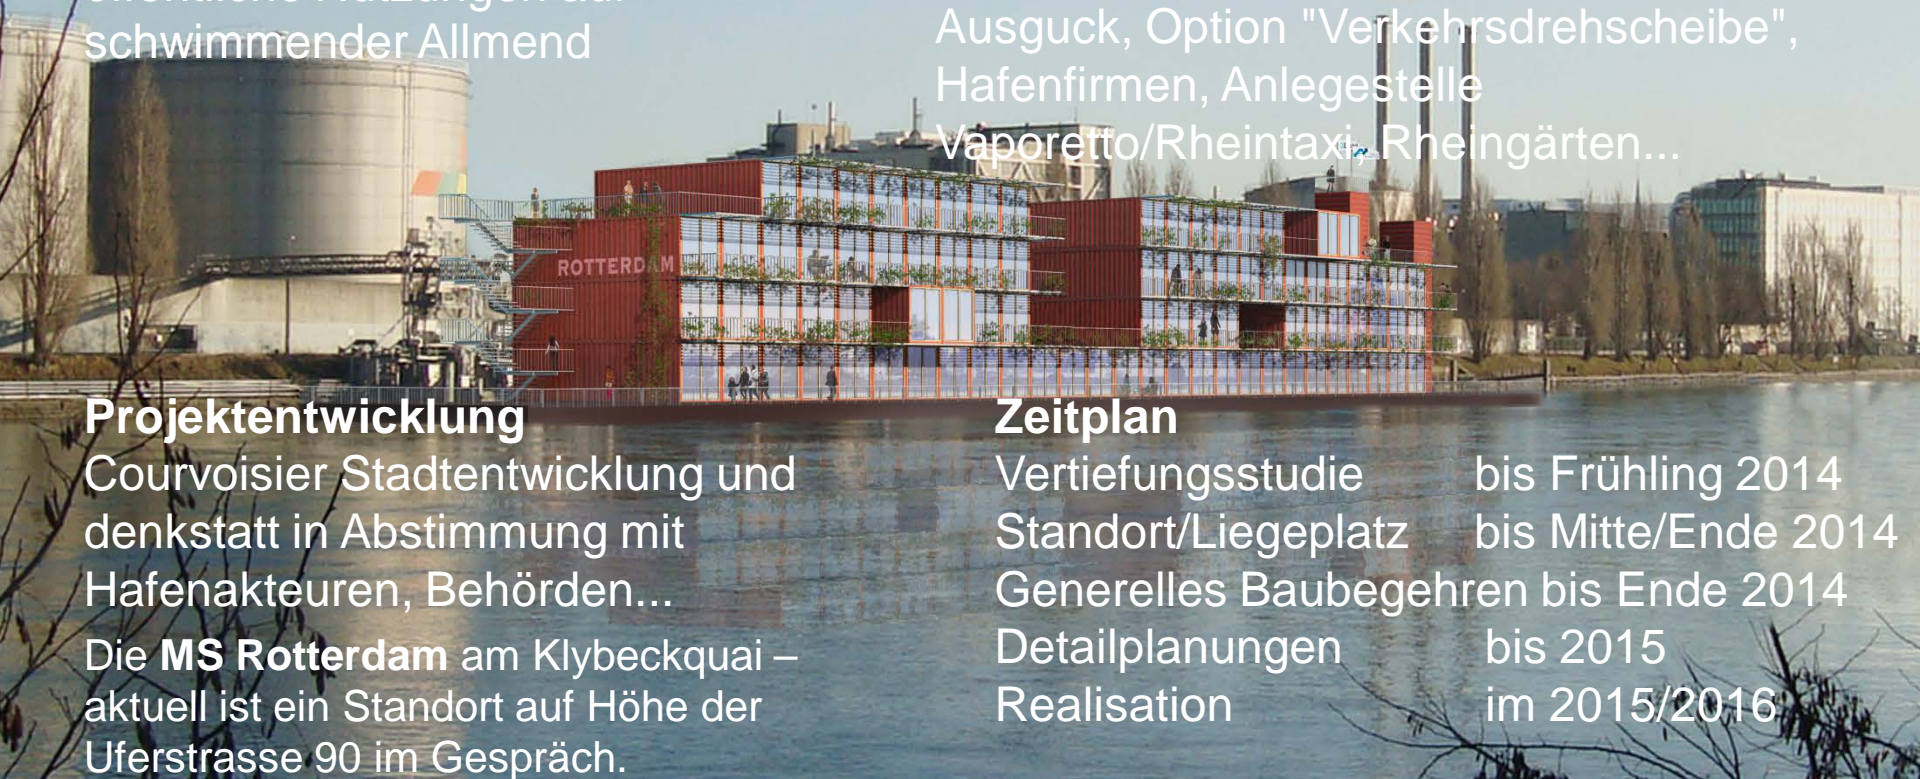 öffentliche Nutzungen auf
schwimmender Allmend
Ausguck, Option "Verkehrsdrehscheibe",
Hafenfirmen, Anlegestelle
Vaporetto/Rheintaxi, Rheingärten...
ROTTERDAM
Projektentwicklung
Courvoisier Stadtentwicklung und
denkstatt in Abstimmung mit
Hafenakteuren, Behörden...
Die MS Rotterdam am Klybeckquai –
aktuell ist ein Standort auf Höhe der
Uferstrasse 90 im Gespräch.
Zeitplan
Vertiefungsstudie bis Frühling 2014
Standort/Liegeplatz bis Mitte/Ende 2014
Generelles Baubegehren bis Ende 2014
Detailplanungen bis 2015
Realisation im 2015/2016